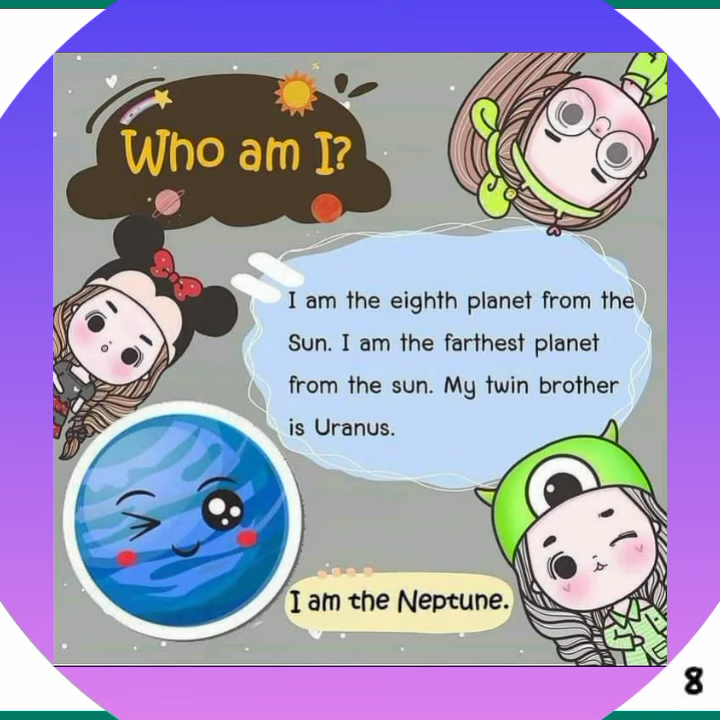 Who am I?
I am the eighth planet from the
Sun. I am the farthest planet
from the sun. My twin brother
is Uranus.
I am the Neptune.
8